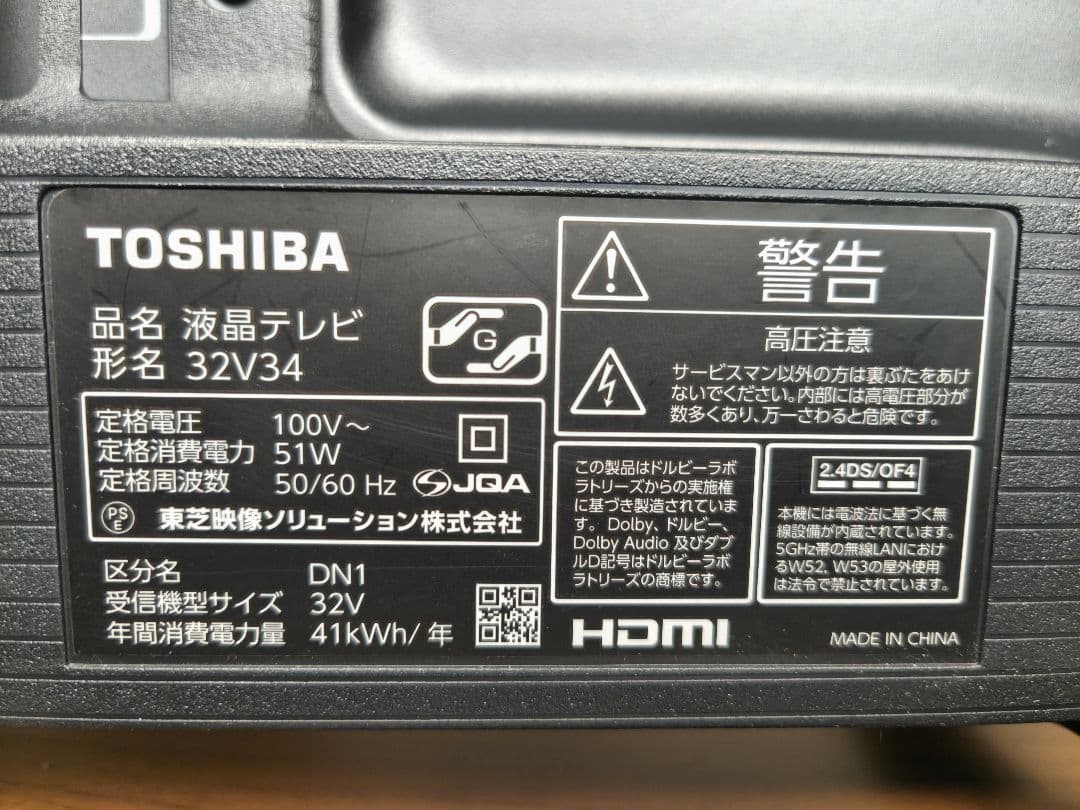 TOSHIBA
品名 液晶テレビ
形名 32V34
G
定格電圧 100V～
定格消費電力 51W
定格周波数 50/60 Hz
JQA
PS
E
東芝映像ソリューション株式会社
区分名 DN1
受信機型サイズ 32V
年間消費電力量 41kWh/年
警告
高圧注意
サービスマン以外の方は裏ぶたをあけ
ないでください。内部には高電圧部分が
数多くあり、万一さわると危険です。
この製品はドルビーラボ
ラトリーズからの実施権
に基づき製造されていま
す。Dolby、ドルビー、
Dolby Audio 及びダブ
ルD記号はドルビーラボ
ラトリーズの商標です。
2.4DS/OF4
本機には電波法に基づく無
線設備が内蔵されています。
5GHz帯の無線LANにおけ
るW52, W53の屋外使用
は法令で禁止されています。
HDMI
MADE IN CHINA